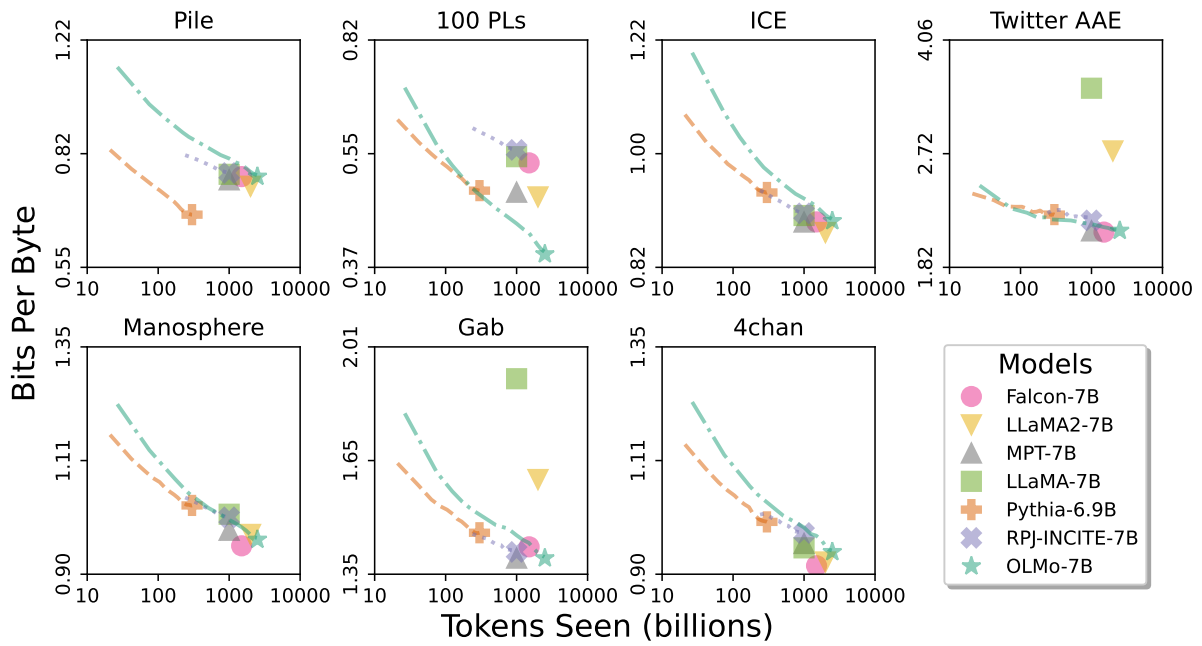 Pile
1.22
0.82
0.55
10 100 1000 10000
100 PLs
0.82
0.55
0.37
10 100 1000 10000
ICE
1.22
1.00
0.82
10 100 1000 10000
Twitter AAE
4.06
2.72
1.82
10 100 1000 10000
Bits Per Byte
Manosphere
1.35
1.11
0.90
10 100 1000 10000
Gab
2.01
1.65
1.35
10 100 1000 10000
4chan
1.35
1.11
0.90
10 100 1000 10000
Models
Falcon-7B
LLaMA2-7B
MPT-7B
LLaMA-7B
Pythia-6.9B
RPJ-INCITE-7B
OLMo-7B
Tokens Seen (billions)